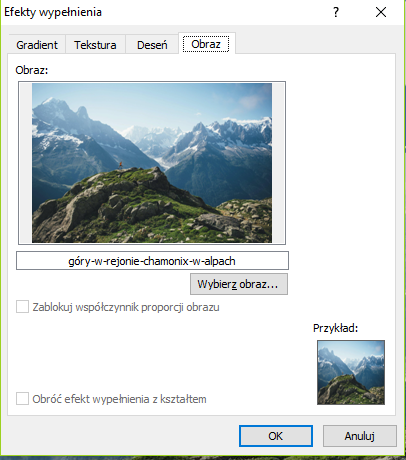 Efekty wypełnienia
Gradient Tekstura Deseń Obraz
Obraz:
góry-w-rejonie-chamonix-w-alpach
Wybierz obraz...
Zablokuj współczynnik proporcji obrazu
Przykład:
Obróć efekt wypełnienia z kształtem
OK Anuluj